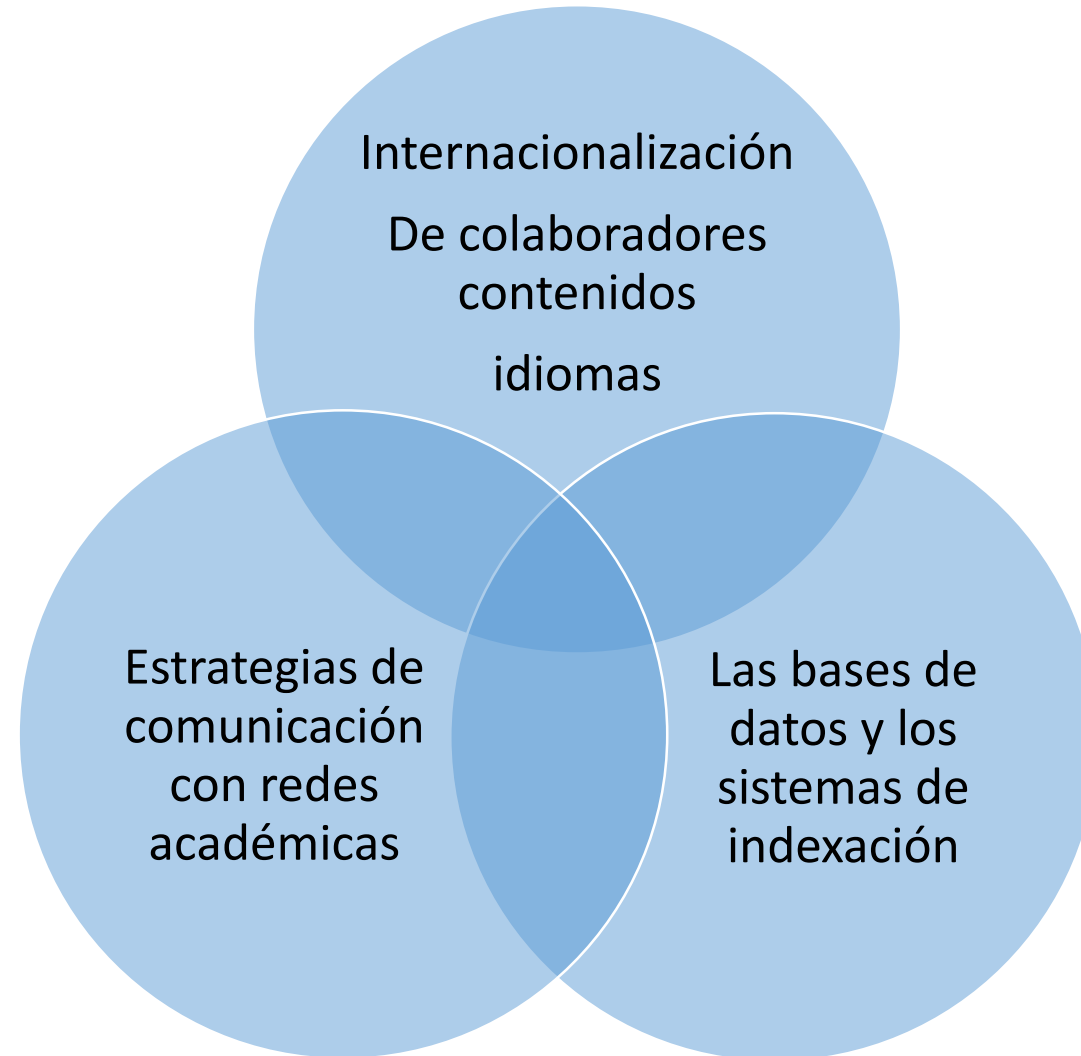 Internacionalización
De colaboradores
contenidos
idiomas
Estrategias de
comunicación
con redes
académicas
Las bases de
datos y los
sistemas de
indexación